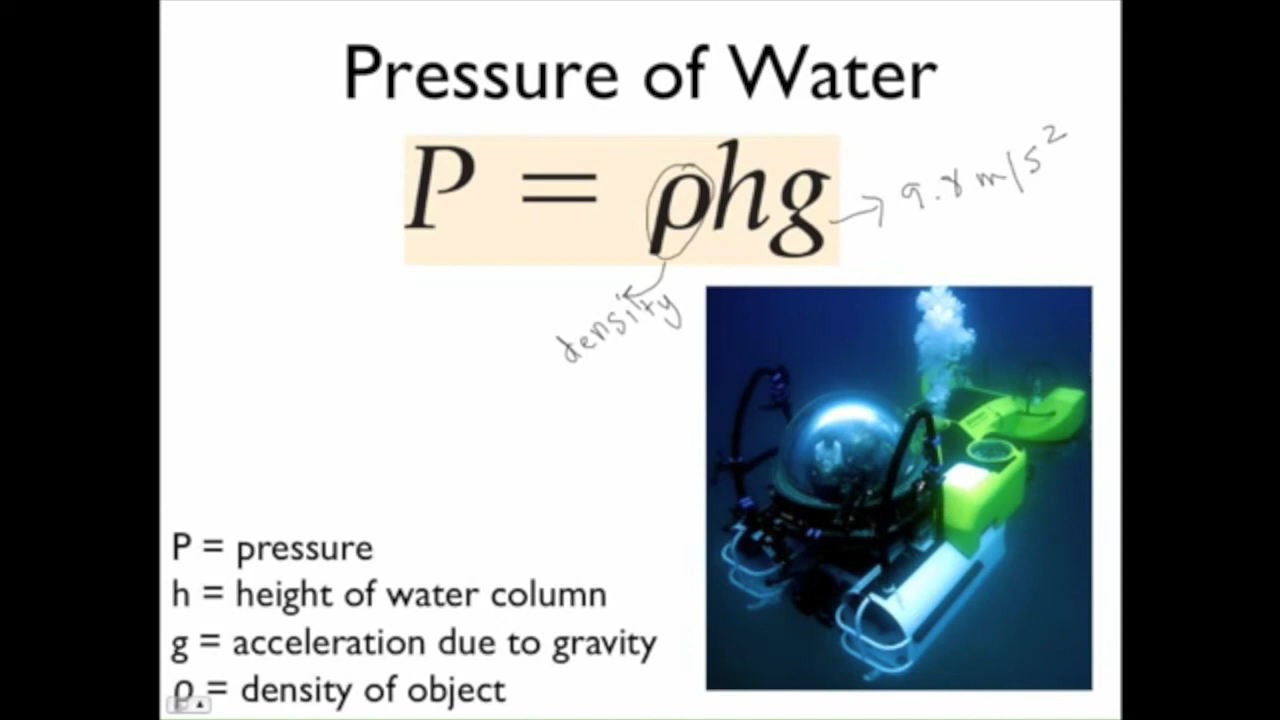 Pressure of Water
P = ρhg
9.8 m/s²
density
P = pressure
h = height of water column
g = acceleration due to gravity
ρ = density of object